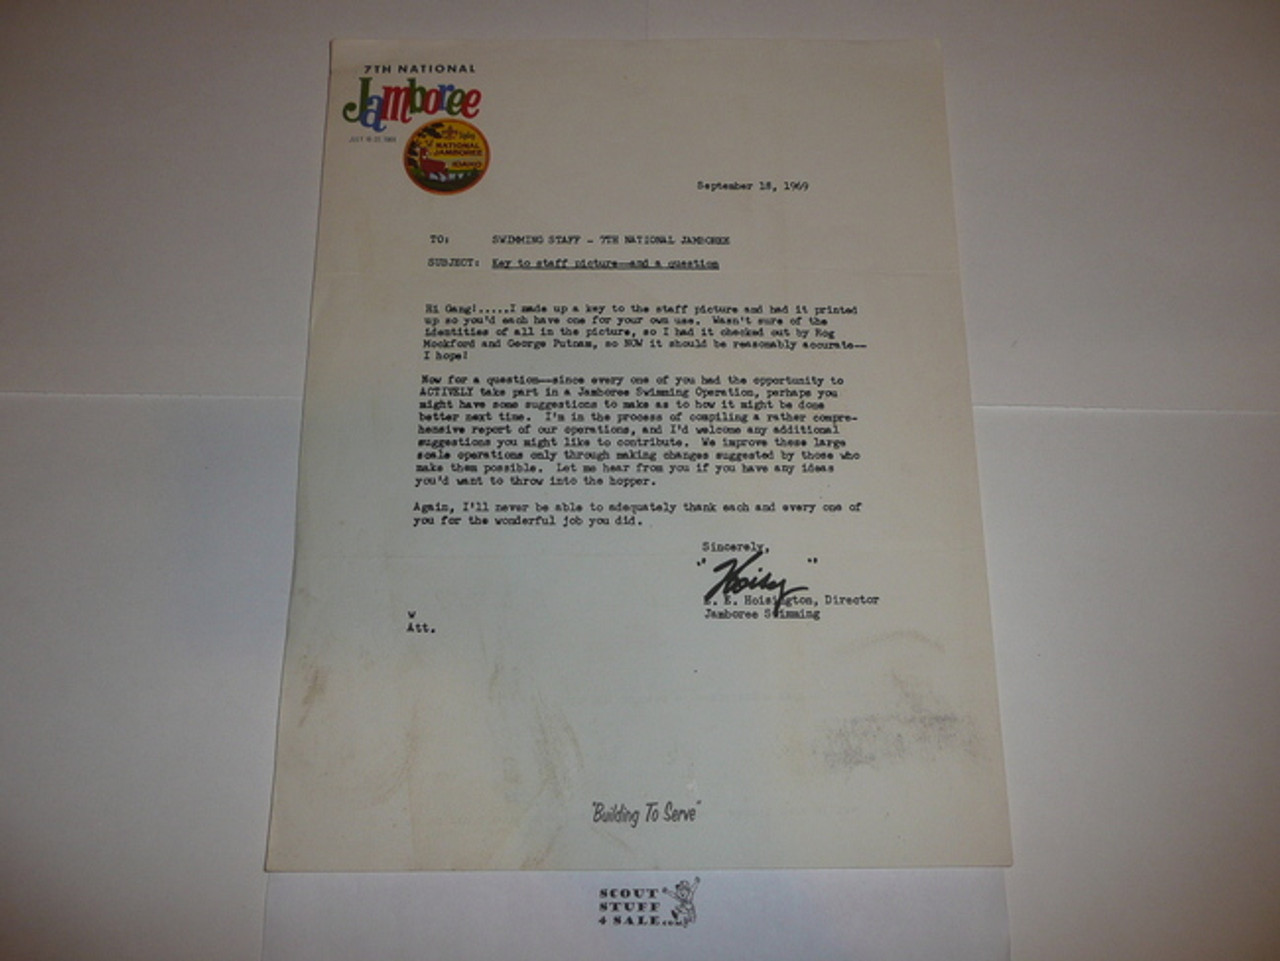 7TH NATIONAL
Jamboree
NATIONAL
JAMBOREE
IDAHO
September 18, 1969
TO: SWIMMING STAFF - 7TH NATIONAL JAMBOREE
SUBJECT: Key to staff picture--and a question
Hi Gang!.....I made up a key to the staff picture and had it printed
up so you'd each have one for your own use. Wasn't sure of the
identities of all in the picture, so I had it checked out by Rog
Mockford and George Putnam, so NOW it should be reasonably accurate--
I hope!
Now for a question--since every one of you had the opportunity to
ACTIVELY take part in a Jamboree Swimming Operation, perhaps you
might have some suggestions to make as to how it might be done
better next time. I'm in the process of compiling a rather compre-
hensive report of our operations, and I'd welcome any additional
suggestions you might like to contribute. We improve these large
scale operations only through making changes suggested by those who
make them possible. Let me hear from you if you have any ideas
you'd want to throw into the hopper.
Again, I'll never be able to adequately thank each and every one of
you for the wonderful job you did.
Sincerely,
"Hoisy"
E. Hoisington, Director
Jamboree Swimming
w
Att.
"Building To Serve"
SCOUT
STUFF
4 SALE.com